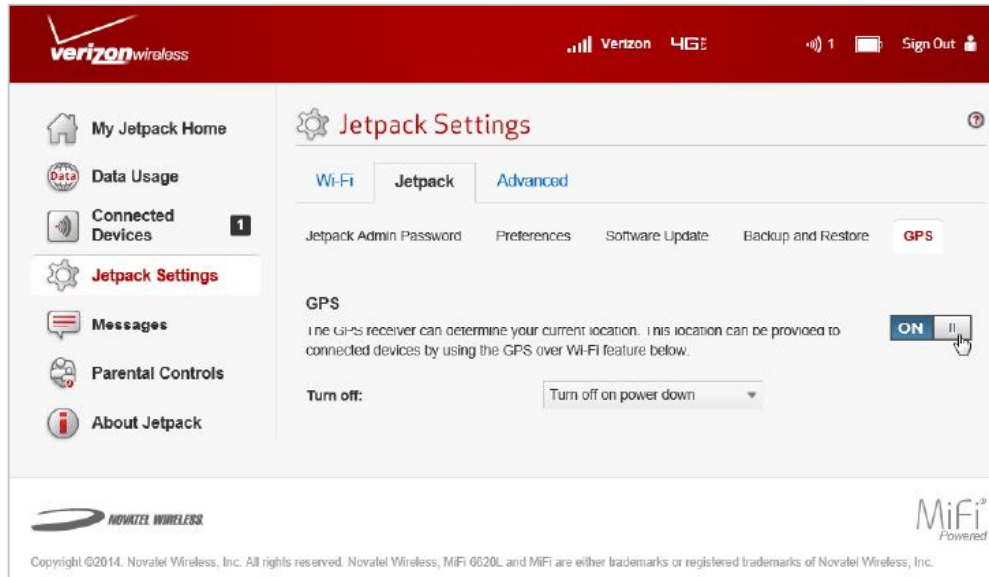 verizonwireless
Verizon 4GLTE 1 Sign Out
My Jetpack Home
Data Data Usage
Connected
Devices 1
Jetpack Settings
Messages
Parental Controls
About Jetpack
Jetpack Settings ?
Wi-Fi Jetpack Advanced
Jetpack Admin Password Preferences Software Update Backup and Restore GPS
GPS
The GPS receiver can determine your current location. This location can be provided to
connected devices by using the GPS over Wi-Fi feature below.
ON
Turn off: Turn off on power down
NOVATEL WIRELESS.
MiFi®
Powered
Copyright ©2014. Novatel Wireless, Inc. All rights reserved. Novatel Wireless, MiFi 6620L and MiFi are either trademarks or registered trademarks of Novatel Wireless, Inc.